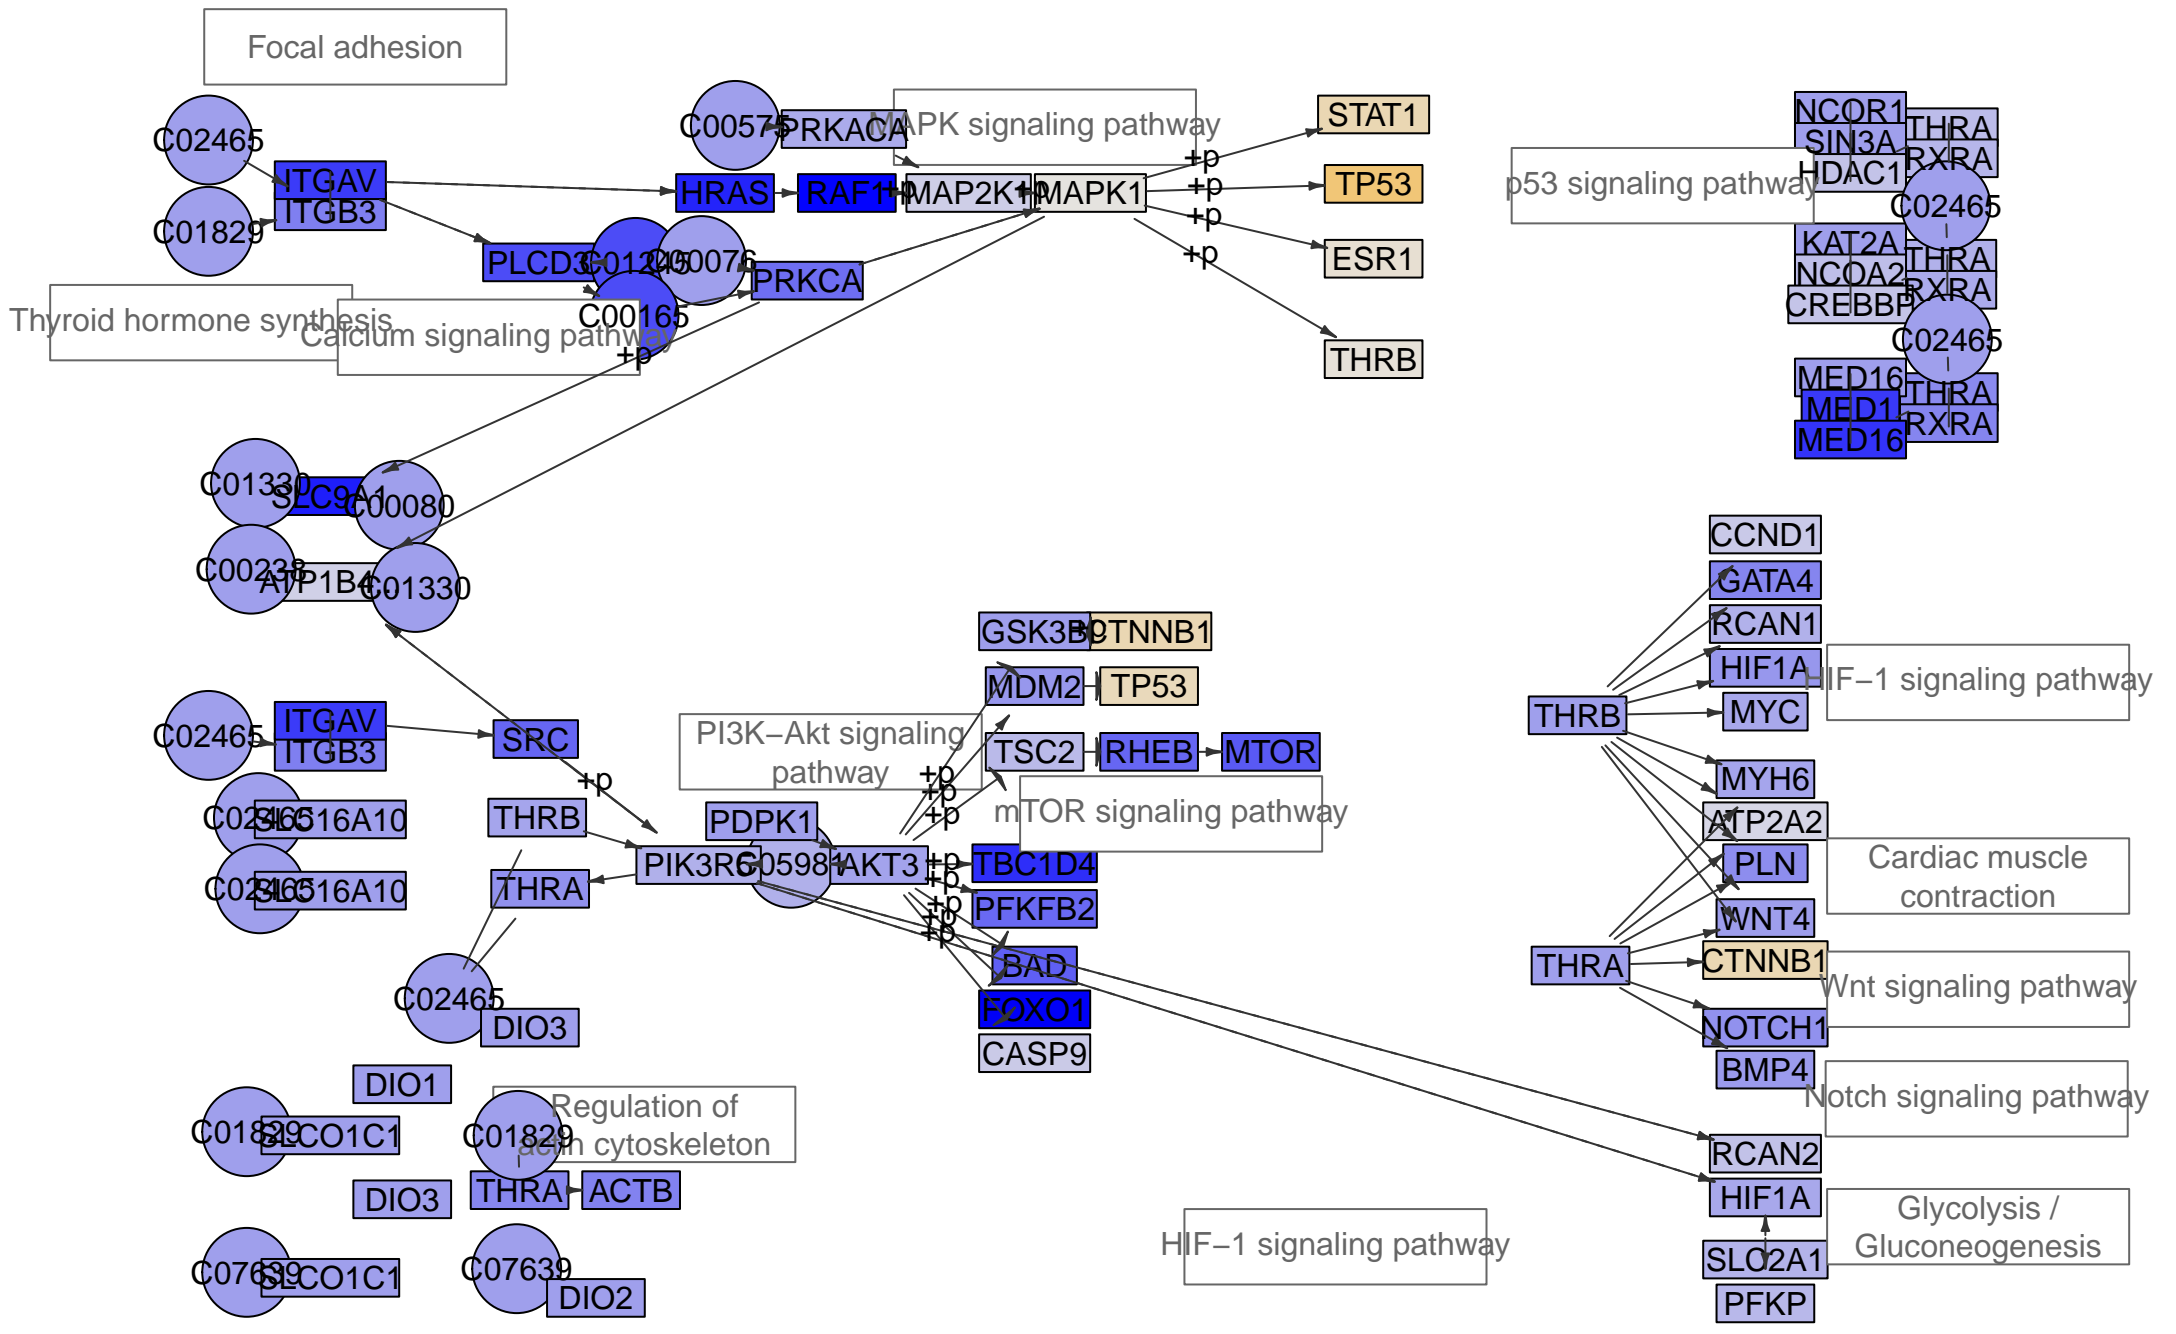 Focal adhesion
C02465
C01829
ITGAV
ITGB3
C00575
PRKACA
MAPK signaling pathway
HRAS
RAF1
+p
MAP2K1
+p
MAPK1
+p
+p
+p
+p
STAT1
TP53
ESR1
THRB
PLCD3
C01245
C00076
C00165
PRKCA
Thyroid hormone synthesis
Calcium signaling pathway
+p
p53 signaling pathway
NCOR1
SIN3A
HDAC1
THRA
RXRA
C02465
KAT2A
NCOA2
CREBBP
THRA
RXRA
C02465
MED16
MED1
MED16
THRA
RXRA
C01330
SLC9A1
C00080
C00238
ATP1B4...
C01330
C02465
ITGAV
ITGB3
SRC
+p
C02465
SLC16A10
C02465
SLC16A10
THRB
THRA
C02465
DIO3
PI3K–Akt signaling
pathway
PDPK1
PIK3R6
C05981
AKT3
GSK3B
+p
CTNNB1
MDM2
TP53
TSC2
RHEB
MTOR
mTOR signaling pathway
+p
+p
+p
+p
+p
+p
+p
+p
TBC1D4
PFKFB2
BAD
FOXO1
CASP9
THRB
THRA
CCND1
GATA4
RCAN1
HIF1A
HIF–1 signaling pathway
MYC
MYH6
ATP2A2
PLN
Cardiac muscle
contraction
WNT4
CTNNB1
Wnt signaling pathway
NOTCH1
BMP4
Notch signaling pathway
RCAN2
HIF1A
Glycolysis /
Gluconeogenesis
SLC2A1
PFKP
HIF–1 signaling pathway
DIO1
C01829
SLCO1C1
DIO3
C07639
SLCO1C1
Regulation of
actin cytoskeleton
C01829
THRA
ACTB
C07639
DIO2